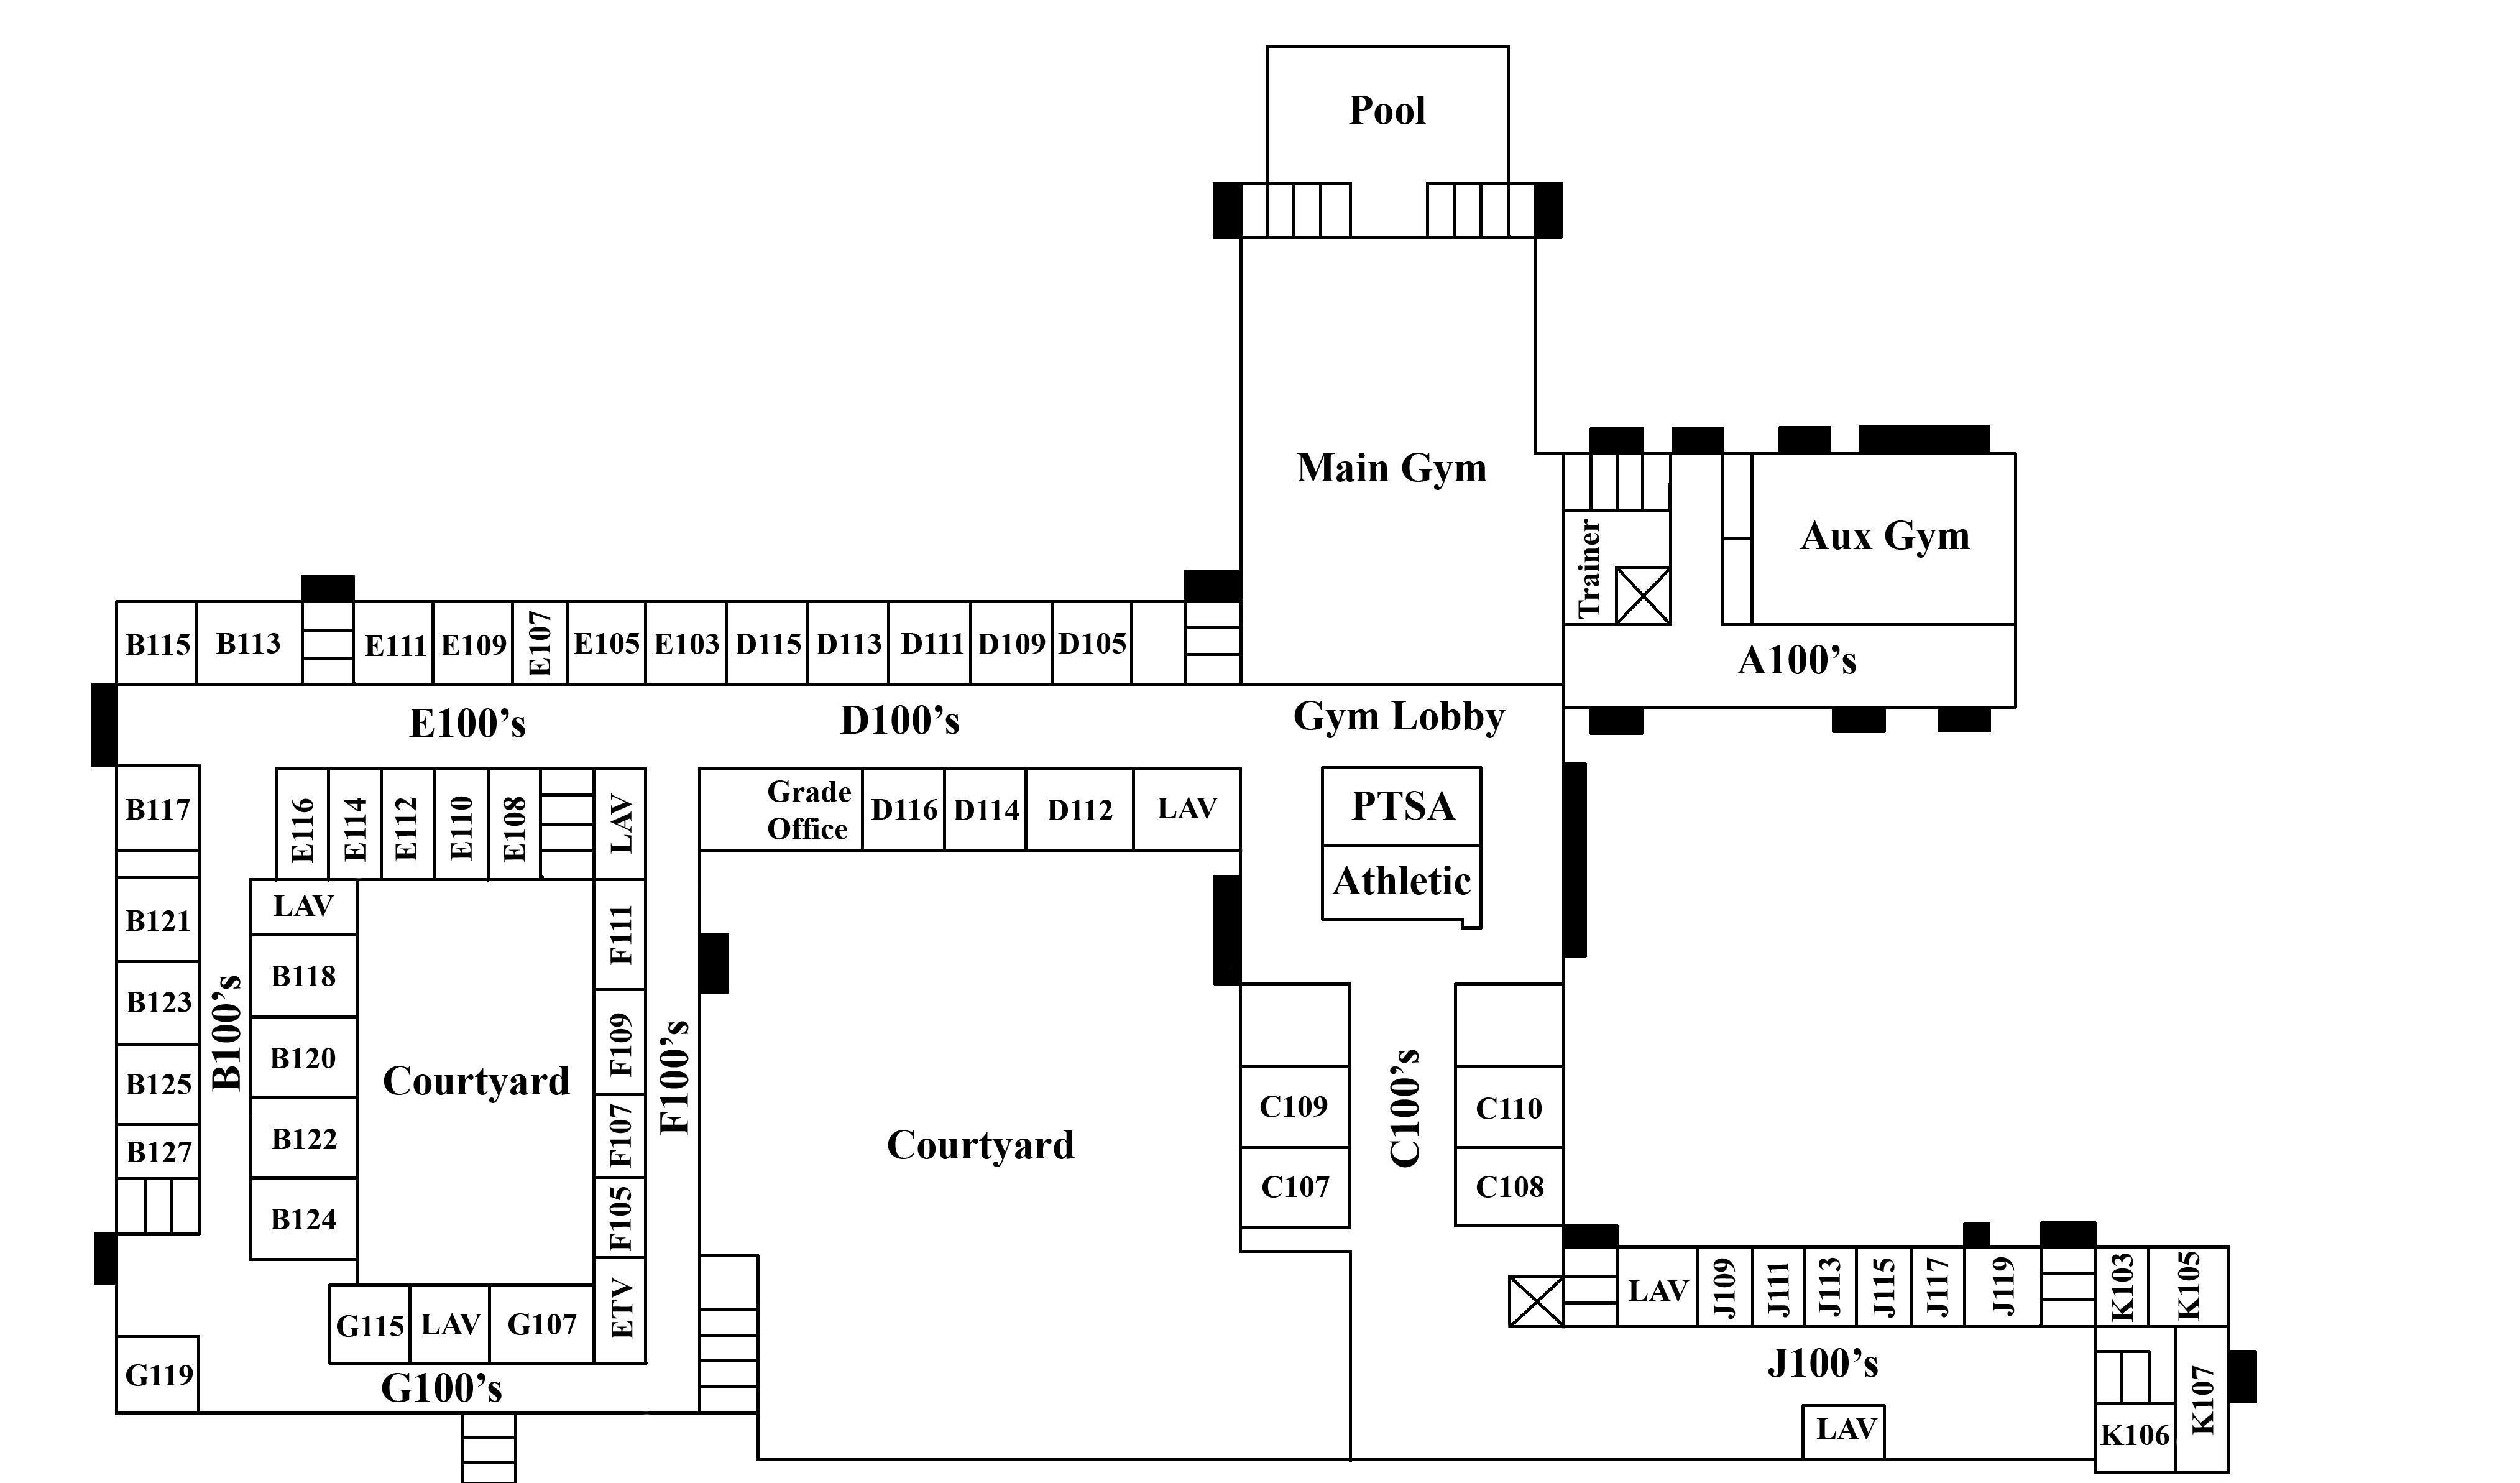 Pool
Main Gym
Trainer
Aux Gym
A100's
B115
B113
E111
E109
E107
E105
E103
D115
D113
D111
D109
D105
E100's
D100's
Gym Lobby
B117
E116
E114
E112
E110
E108
LAV
Grade
Office
D116
D114
D112
LAV
PTSA
Athletic
B121
B123
B125
B127
B100's
LAV
B118
B120
B122
B124
Courtyard
F111
F109
F107
F105
ETV
F100's
Courtyard
C109
C107
C100's
C110
C108
G115
LAV
G107
G119
G100's
LAV
J109
J111
J113
J115
J117
J119
K103
K105
J100's
LAV
K106
K107